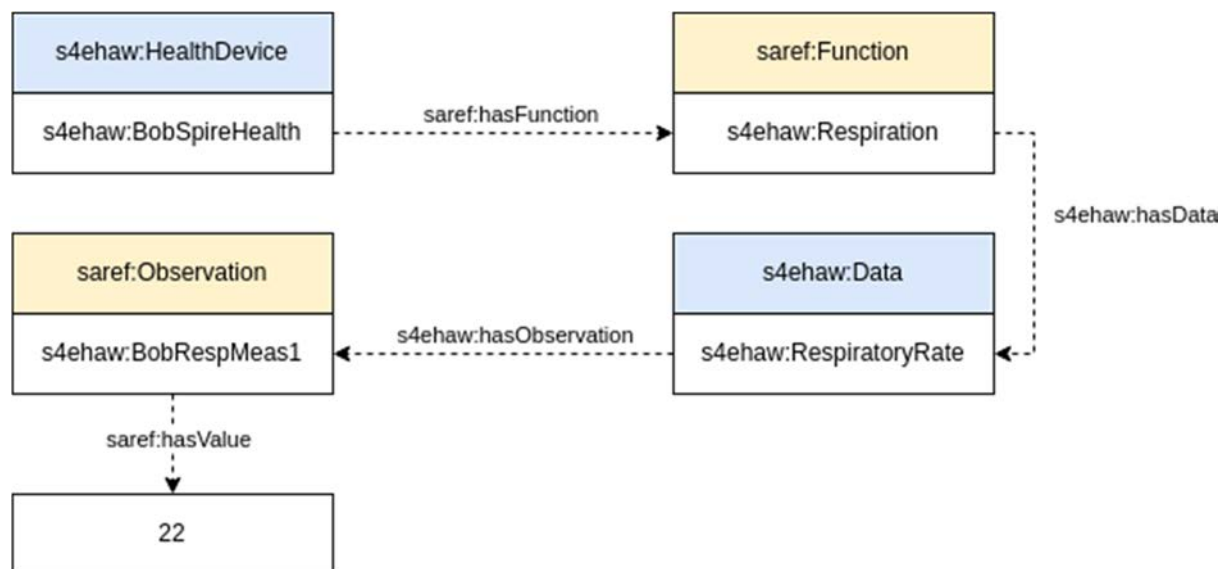 s4ehaw:HealthDevice
saref:Function
s4ehaw:BobSpireHealth
saref:hasFunction
s4ehaw:Respiration
s4ehaw:hasData
saref:Observation
s4ehaw:Data
s4ehaw:BobRespMeas1
s4ehaw:hasObservation
s4ehaw:RespiratoryRate
saref:hasValue
22